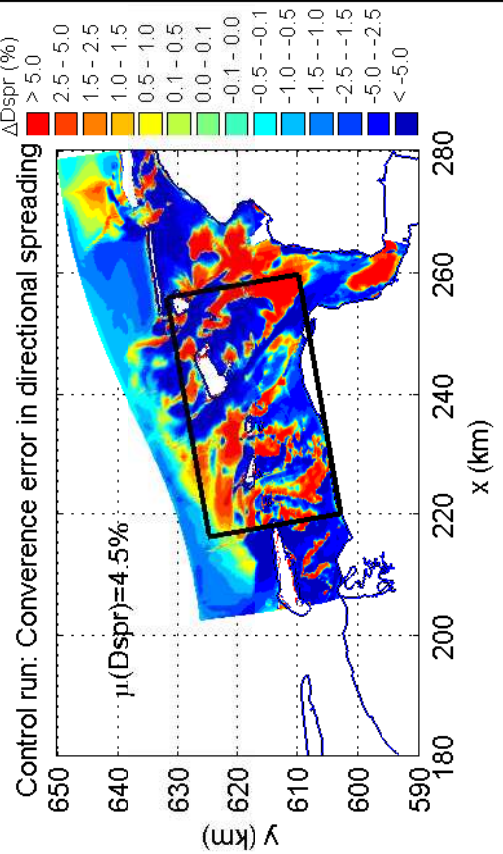 Control run: Converence error in directional spreading
ΔDspr (%)
> 5.0
2.5 - 5.0
1.5 - 2.5
1.0 - 1.5
0.5 - 1.0
0.1 - 0.5
0.0 - 0.1
-0.1 - 0.0
-0.5 - -0.1
-1.0 - -0.5
-1.5 - -1.0
-2.5 - -1.5
-5.0 - -2.5
< -5.0
μ(Dspr)=4.5%
650
640
630
620
610
600
590
y (km)
180
200
220
240
260
280
x (km)